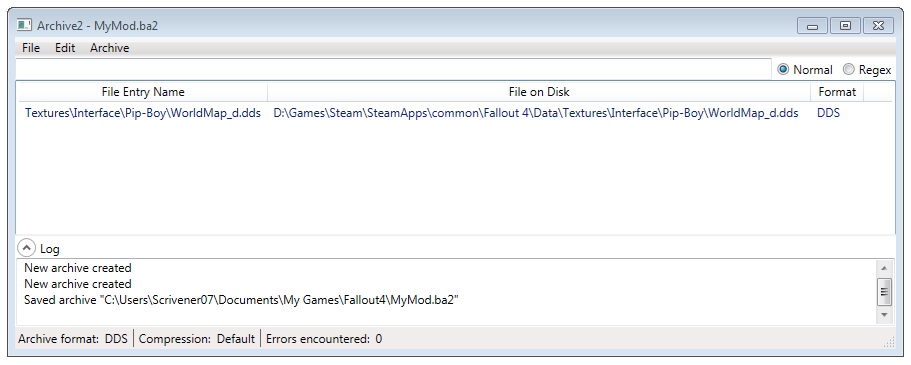 Archive2 - MyMod.ba2
File Edit Archive
Normal Regex
File Entry Name File on Disk Format
Textures\Interface\Pip-Boy\WorldMap_d.dds D:\Games\Steam\SteamApps\common\Fallout 4\Data\Textures\Interface\Pip-Boy\WorldMap_d.dds DDS
Log
New archive created
New archive created
Saved archive "C:\Users\Scrivener07\Documents\My Games\Fallout4\MyMod.ba2"
Archive format: DDS Compression: Default Errors encountered: 0